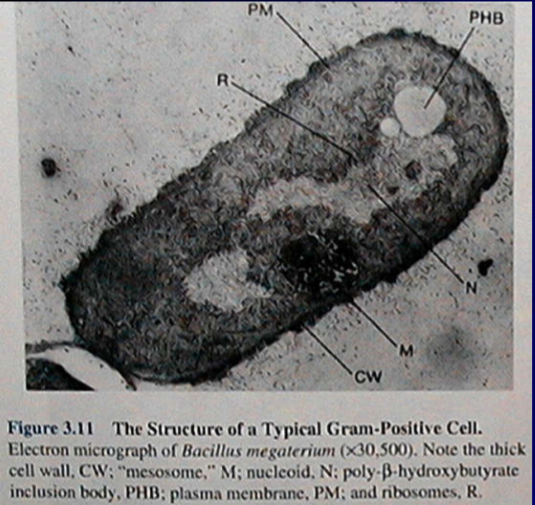 PM
PHB
R
N
M
CW
Figure 3.11 The Structure of a Typical Gram-Positive Cell.
Electron micrograph of Bacillus megaterium (×30,500). Note the thick
cell wall, CW; “mesosome,” M; nucleoid, N; poly-β-hydroxybutyrate
inclusion body, PHB; plasma membrane, PM; and ribosomes, R.